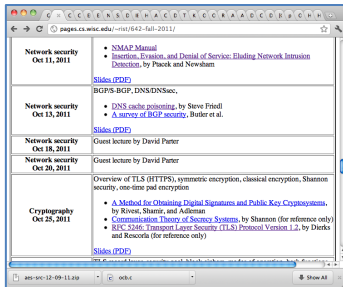 pages.cs.wisc.edu/~rist/642-fall-2011/
Network security
Oct 11, 2011
NMAP Manual
Insertion, Evasion, and Denial of Service: Eluding Network Intrusion
Detection, by Ptacek and Newsham
Slides (PDF)
Network security
Oct 13, 2011
BGP/S-BGP, DNS/DNSsec,
DNS cache poisoning, by Steve Friedl
A survey of BGP security, Butler et al.
Slides (PDF)
Network security
Oct 18, 2011
Guest lecture by David Parter
Network security
Oct 20, 2011
Guest lecture by David Parter
Cryptography
Oct 25, 2011
Overview of TLS (HTTPS), symmetric encryption, classical encryption, Shannon
security, one-time pad encryption
A Method for Obtaining Digital Signatures and Public Key Cryptosystems,
by Rivest, Shamir, and Adleman
Communication Theory of Secrecy Systems, by Shannon (for reference only)
RFC 5246: Transport Layer Security (TLS) Protocol Version 1.2, by Dierks
and Rescorla (for reference only)
Slides (PDF)
aes-src-12-09-11.zip
ocb.c
Show All